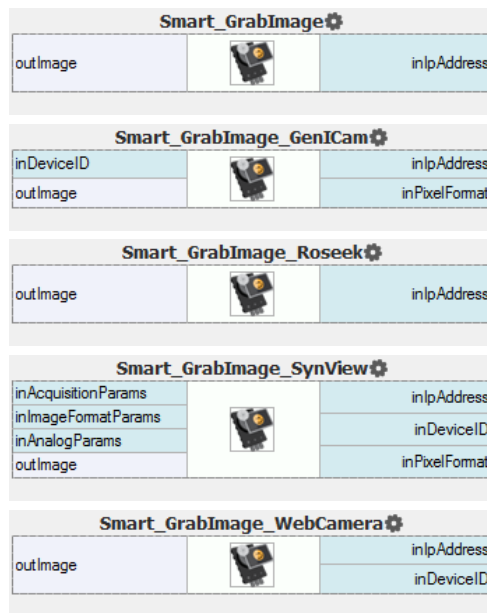 Smart_GrabImage
outImage
inIpAddress
Smart_GrabImage_GenICam
inDeviceID
inIpAddress
outImage
inPixelFormat
Smart_GrabImage_Roseek
outImage
inIpAddress
Smart_GrabImage_SynView
inAcquisitionParams
inIpAddress
inImageFormatParams
inDeviceID
inAnalogParams
outImage
inPixelFormat
Smart_GrabImage_WebCamera
outImage
inIpAddress
inDeviceID